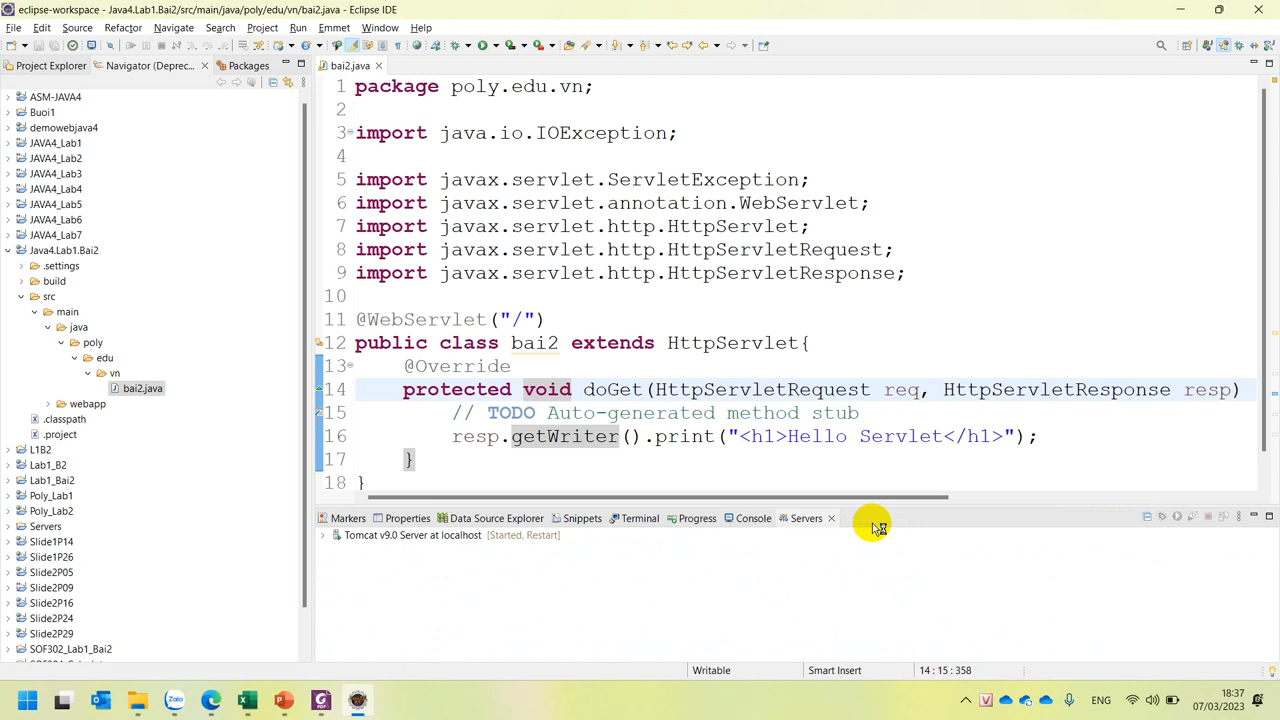 eclipse-workspace - Java4.Lab1.Bai2/src/main/java/poly/edu/vn/bai2.java - Eclipse IDE
File Edit Source Refactor Navigate Search Project Run Emmet Window Help
Project Explorer
Navigator (Deprec...
Packages
ASM-JAVA4
Buoi1
demowebjava4
JAVA4_Lab1
JAVA4_Lab2
JAVA4_Lab3
JAVA4_Lab4
JAVA4_Lab5
JAVA4_Lab6
JAVA4_Lab7
Java4.Lab1.Bai2
.settings
build
src
main
java
poly
edu
vn
bai2.java
webapp
.classpath
.project
L1B2
Lab1_B2
Lab1_Bai2
Poly_Lab1
Poly_Lab2
Servers
Slide1P14
Slide1P26
Slide2P05
Slide2P09
Slide2P16
Slide2P24
Slide2P29
SOF302_Lab1_Bai2
bai2.java
1 package poly.edu.vn;
2
3 import java.io.IOException;
4
5 import javax.servlet.ServletException;
6 import javax.servlet.annotation.WebServlet;
7 import javax.servlet.http.HttpServlet;
8 import javax.servlet.http.HttpServletRequest;
9 import javax.servlet.http.HttpServletResponse;
10
11 @WebServlet("/")
12 public class bai2 extends HttpServlet{
13 @Override
14 protected void doGet(HttpServletRequest req, HttpServletResponse resp)
15 // TODO Auto-generated method stub
16 resp.getWriter().print("<h1>Hello Servlet</h1>");
17 }
18 }
Markers Properties Data Source Explorer Snippets Terminal Progress Console Servers
Tomcat v9.0 Server at localhost [Started, Restart]
Writable Smart Insert 14 : 15 : 358
Zalo
ENG
18:37
07/03/2023